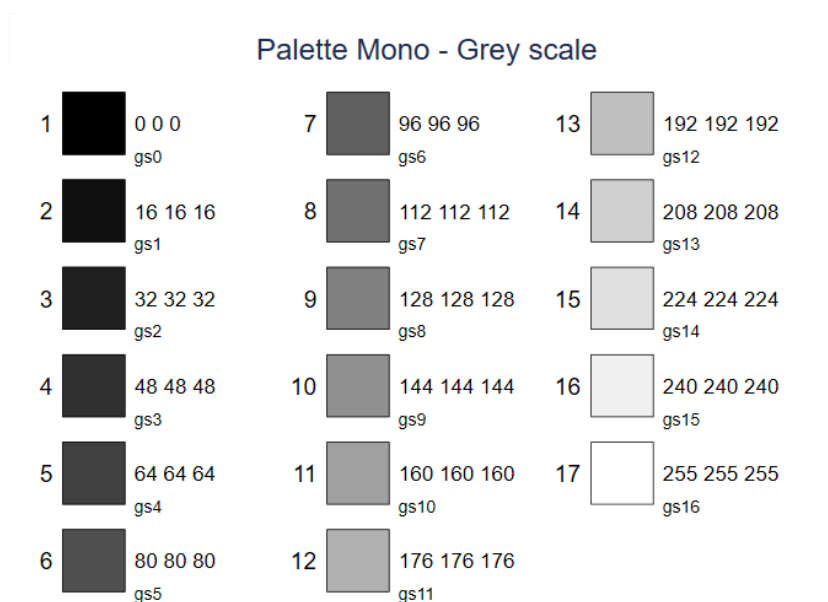 Palette Mono - Grey scale
1 0 0 0
gs0
2 16 16 16
gs1
3 32 32 32
gs2
4 48 48 48
gs3
5 64 64 64
gs4
6 80 80 80
gs5
7 96 96 96
gs6
8 112 112 112
gs7
9 128 128 128
gs8
10 144 144 144
gs9
11 160 160 160
gs10
12 176 176 176
gs11
13 192 192 192
gs12
14 208 208 208
gs13
15 224 224 224
gs14
16 240 240 240
gs15
17 255 255 255
gs16